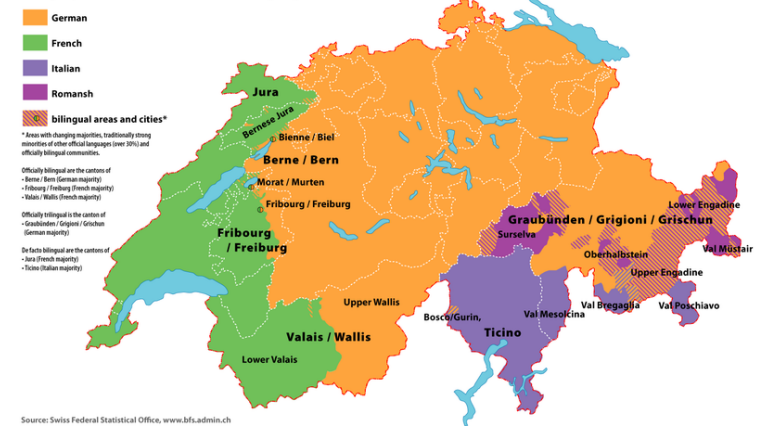 German
French
Italian
Romansh
bilingual areas and cities*
* Areas with changing majorities, traditionally strong
minorities of other official languages (over 30%) and
officially bilingual communities.
Officially bilingual are the cantons of
• Berne / Bern (German majority)
• Fribourg / Freiburg (French majority)
• Valais / Wallis (French majority)
Officially trilingual is the canton of
• Graubünden / Grigioni / Grischun
(German majority)
De facto bilingual are the cantons of
• Jura (French majority)
• Ticino (Italian majority)
Jura
Bernese Jura
Bienne / Biel
Berne / Bern
Morat / Murten
Fribourg / Freiburg
Fribourg
/ Freiburg
Lower Engadine
Graubünden / Grigioni / Grischun
Surselva
Val Müstair
Oberhalbstein
Upper Engadine
Upper Wallis
Val Bregaglia
Val Poschiavo
Bosco/Gurin,
Val Mesolcina
Ticino
Valais / Wallis
Lower Valais
Source: Swiss Federal Statistical Office, www.bfs.admin.ch